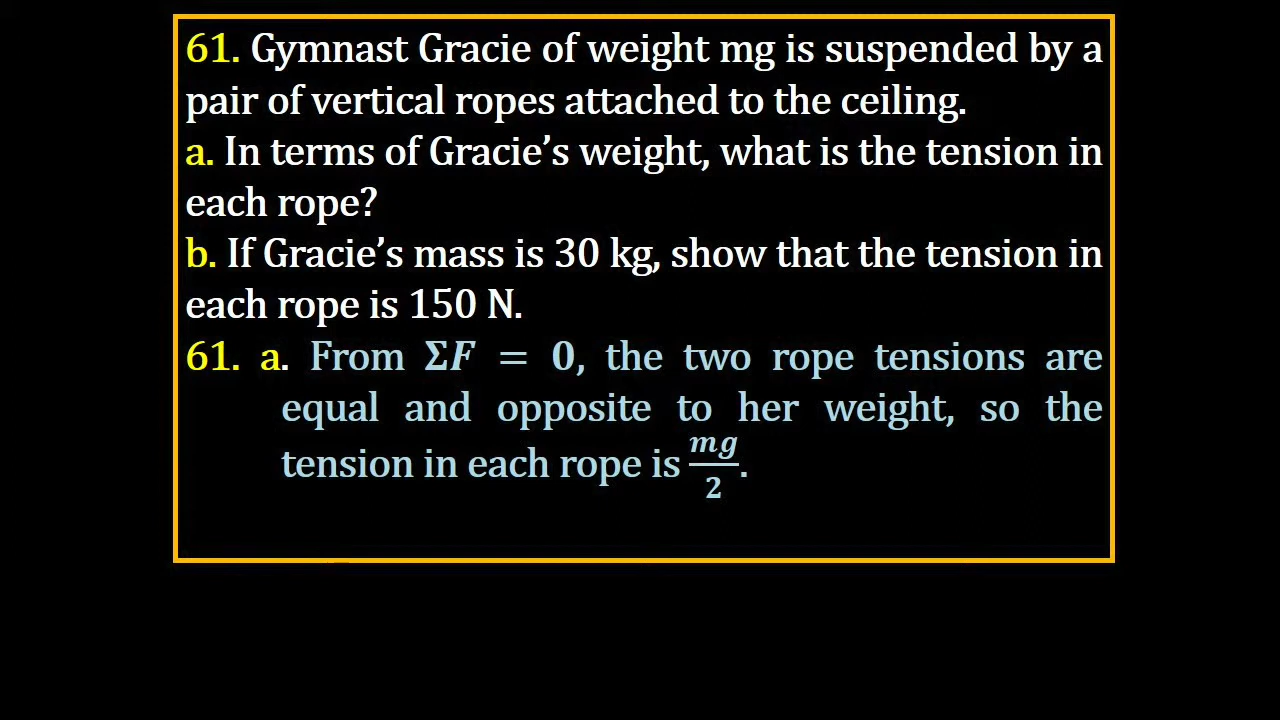 61. Gymnast Gracie of weight mg is suspended by a
pair of vertical ropes attached to the ceiling.
a. In terms of Gracie’s weight, what is the tension in
each rope?
b. If Gracie’s mass is 30 kg, show that the tension in
each rope is 150 N.
61. a. From ΣF = 0, the two rope tensions are
equal and opposite to her weight, so the
tension in each rope is mg/2.